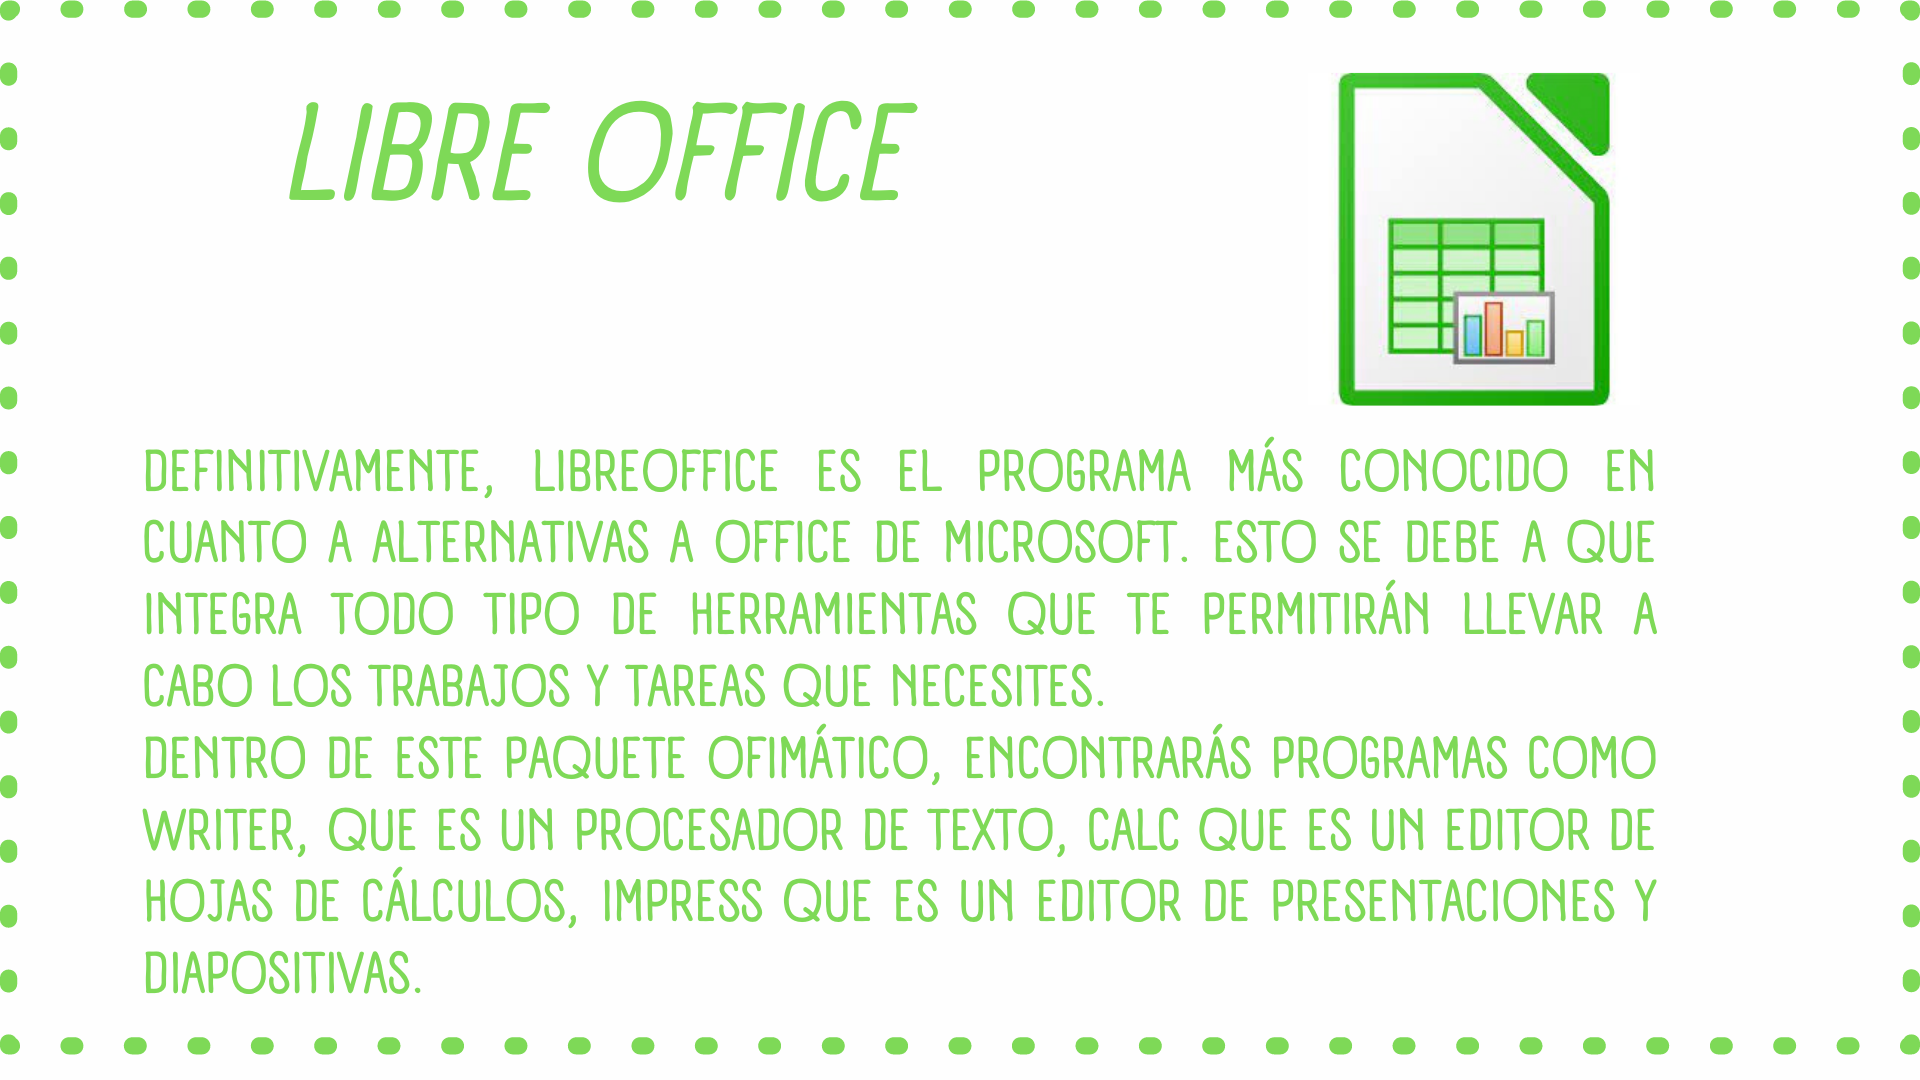 LIBRE OFFICE
DEFINITIVAMENTE, LIBREOFFICE ES EL PROGRAMA MÁS CONOCIDO EN
CUANTO A ALTERNATIVAS A OFFICE DE MICROSOFT. ESTO SE DEBE A QUE
INTEGRA TODO TIPO DE HERRAMIENTAS QUE TE PERMITIRÁN LLEVAR A
CABO LOS TRABAJOS Y TAREAS QUE NECESITES.
DENTRO DE ESTE PAQUETE OFIMÁTICO, ENCONTRARÁS PROGRAMAS COMO
WRITER, QUE ES UN PROCESADOR DE TEXTO, CALC QUE ES UN EDITOR DE
HOJAS DE CÁLCULOS, IMPRESS QUE ES UN EDITOR DE PRESENTACIONES Y
DIAPOSITIVAS.